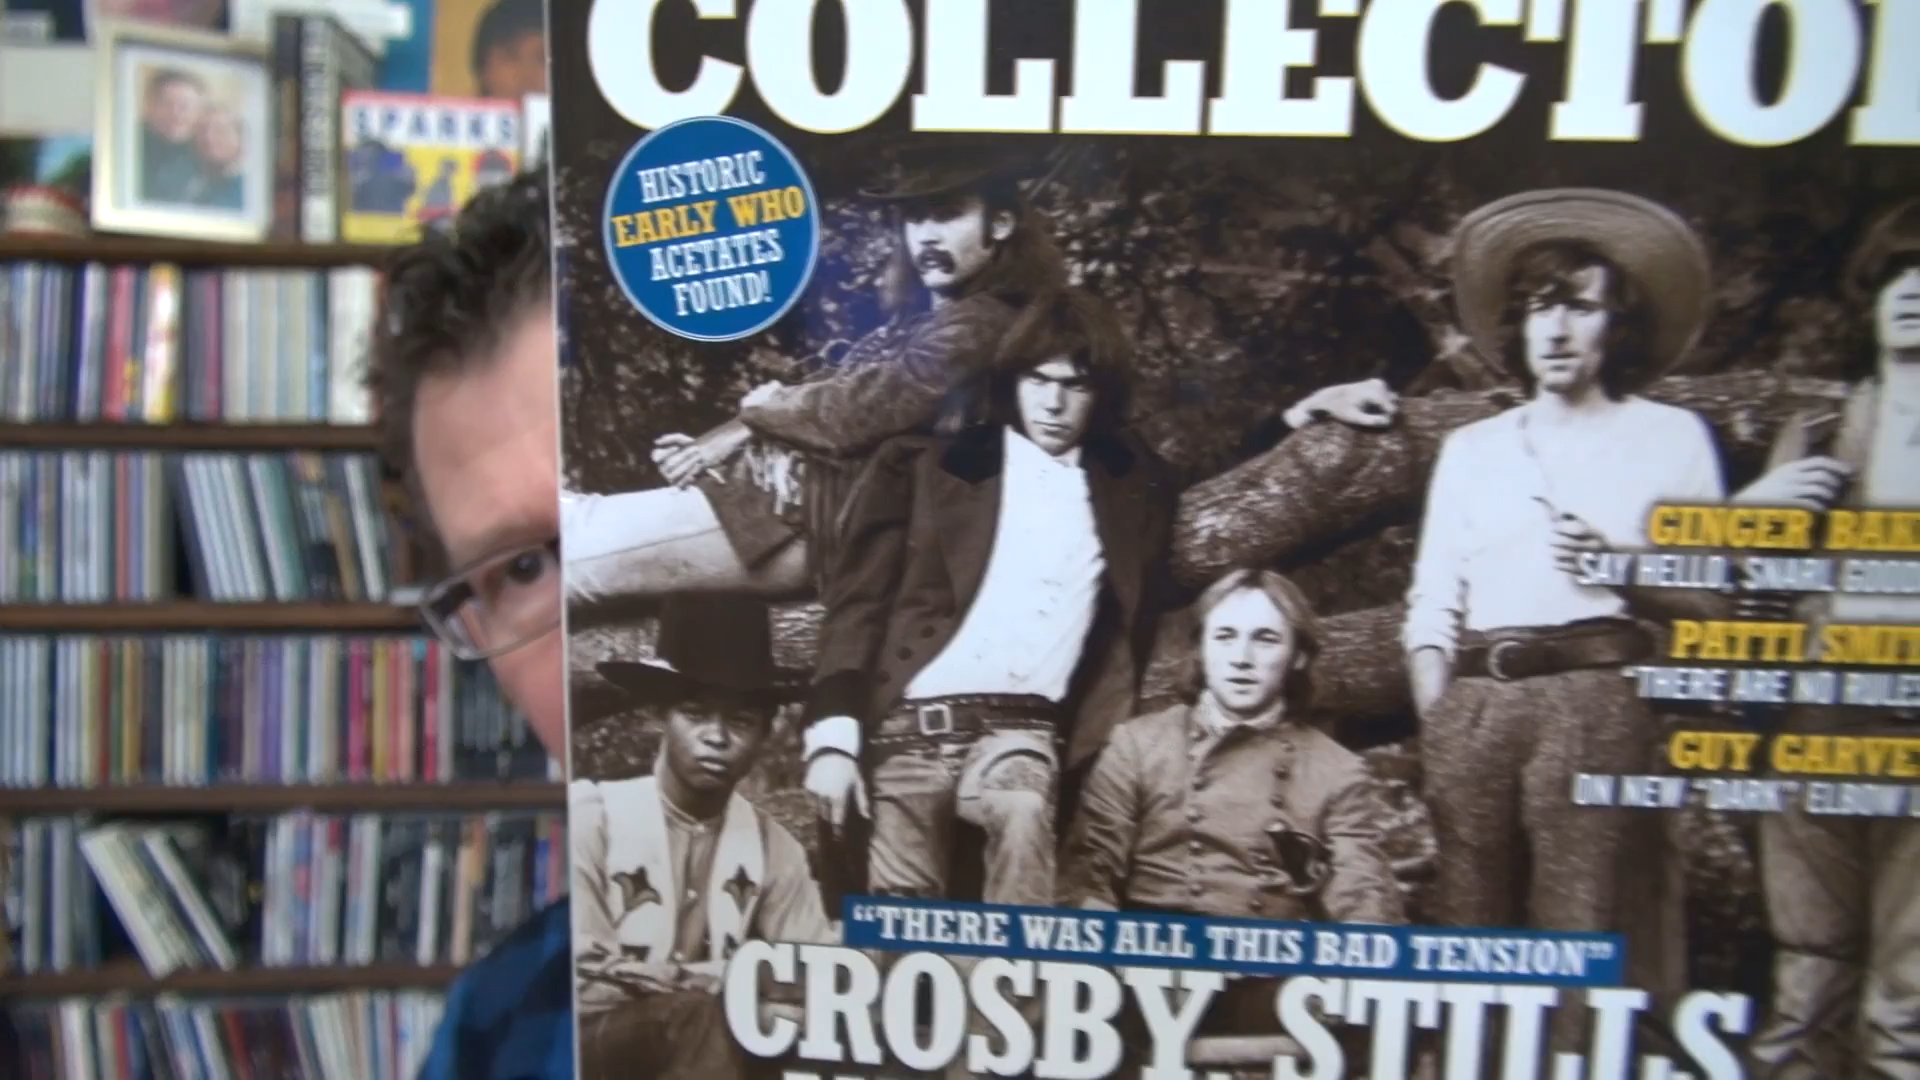 COLLECTO
SPARKS
HISTORIC
EARLY WHO
ACETATES
FOUND!
GINGER BAK
SAY HELLO, SNARL GOOD
PATTI SMIT
"THERE ARE NO RULES
GUY GARVE
ON NEW "DARK" ELBOW
"THERE WAS ALL THIS BAD TENSION"
CROSBY STILLS